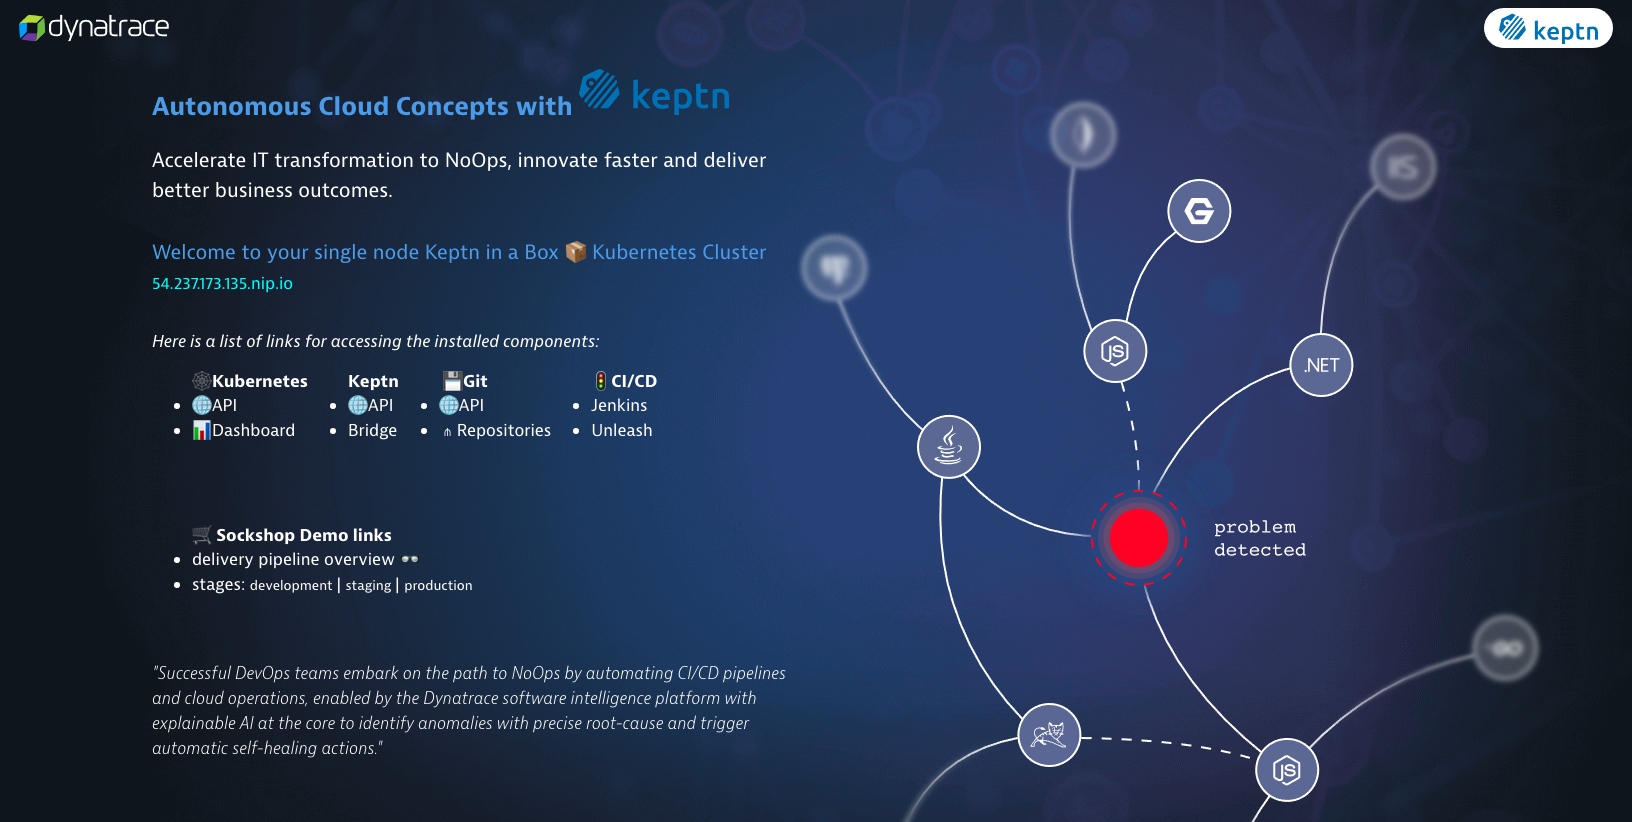 dynatrace
keptn
Autonomous Cloud Concepts with keptn
Accelerate IT transformation to NoOps, innovate faster and deliver
better business outcomes.
Welcome to your single node Keptn in a Box 📦 Kubernetes Cluster
54.237.173.135.nip.io
Here is a list of links for accessing the installed components:
🕸️Kubernetes
🌐API
📊Dashboard
Keptn
🌐API
Bridge
💾Git
🌐API
⋔ Repositories
🚦CI/CD
Jenkins
Unleash
🛒 Sockshop Demo links
delivery pipeline overview 👓
stages: development | staging | production
"Successful DevOps teams embark on the path to NoOps by automating CI/CD pipelines
and cloud operations, enabled by the Dynatrace software intelligence platform with
explainable AI at the core to identify anomalies with precise root-cause and trigger
automatic self-healing actions."
G
IIS
JS
.NET
problem
detected
JS